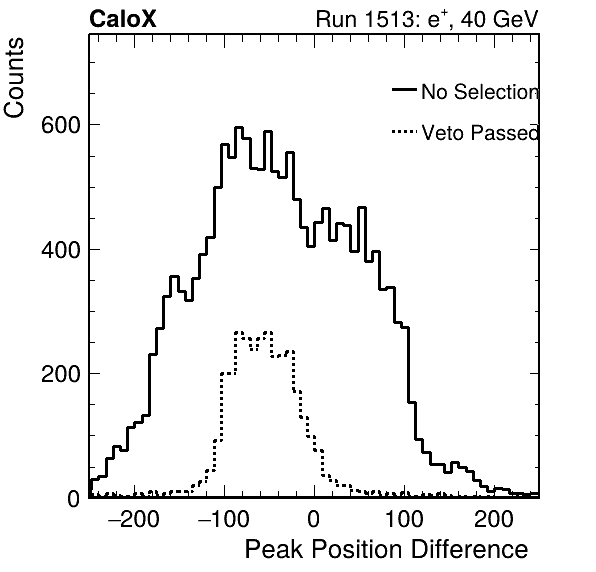 CaloX Run 1513: e+, 40 GeV
Counts
No Selection
Veto Passed
600
400
200
0
−200 −100 0 100 200
Peak Position Difference